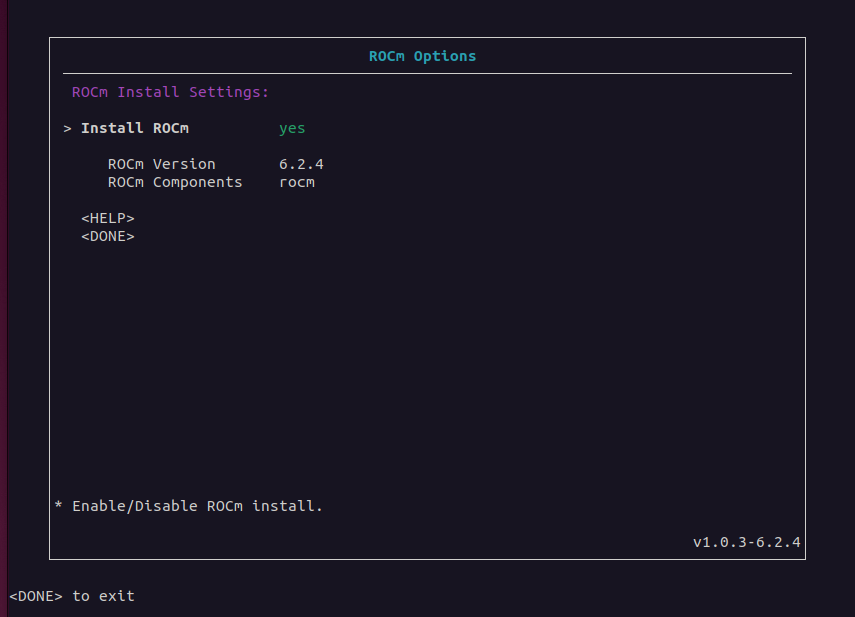 ROCm Options
ROCm Install Settings:
> Install ROCm yes
ROCm Version 6.2.4
ROCm Components rocm
<HELP>
<DONE>
* Enable/Disable ROCm install.
v1.0.3-6.2.4
<DONE> to exit